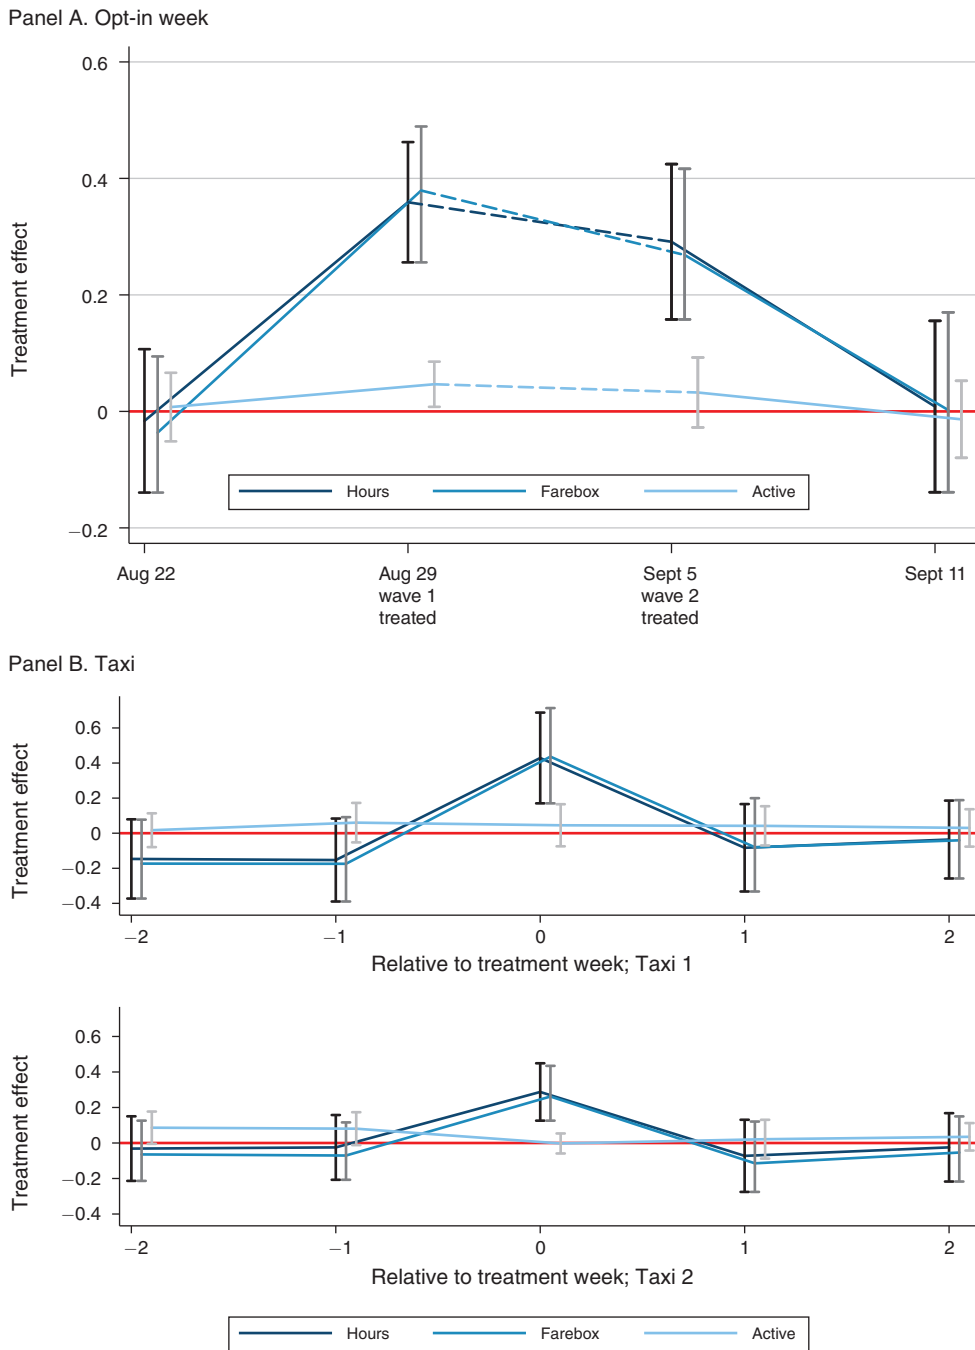 Panel A. Opt-in week
0.6
0.4
0.2
0
−0.2
Treatment effect
Hours Farebox Active
Aug 22 Aug 29 Sept 5 Sept 11
wave 1 wave 2
treated treated
Panel B. Taxi
0.6
0.4
0.2
0
−0.2
−0.4
Treatment effect
−2 −1 0 1 2
Relative to treatment week; Taxi 1
0.6
0.4
0.2
0
−0.2
−0.4
Treatment effect
−2 −1 0 1 2
Relative to treatment week; Taxi 2
Hours Farebox Active